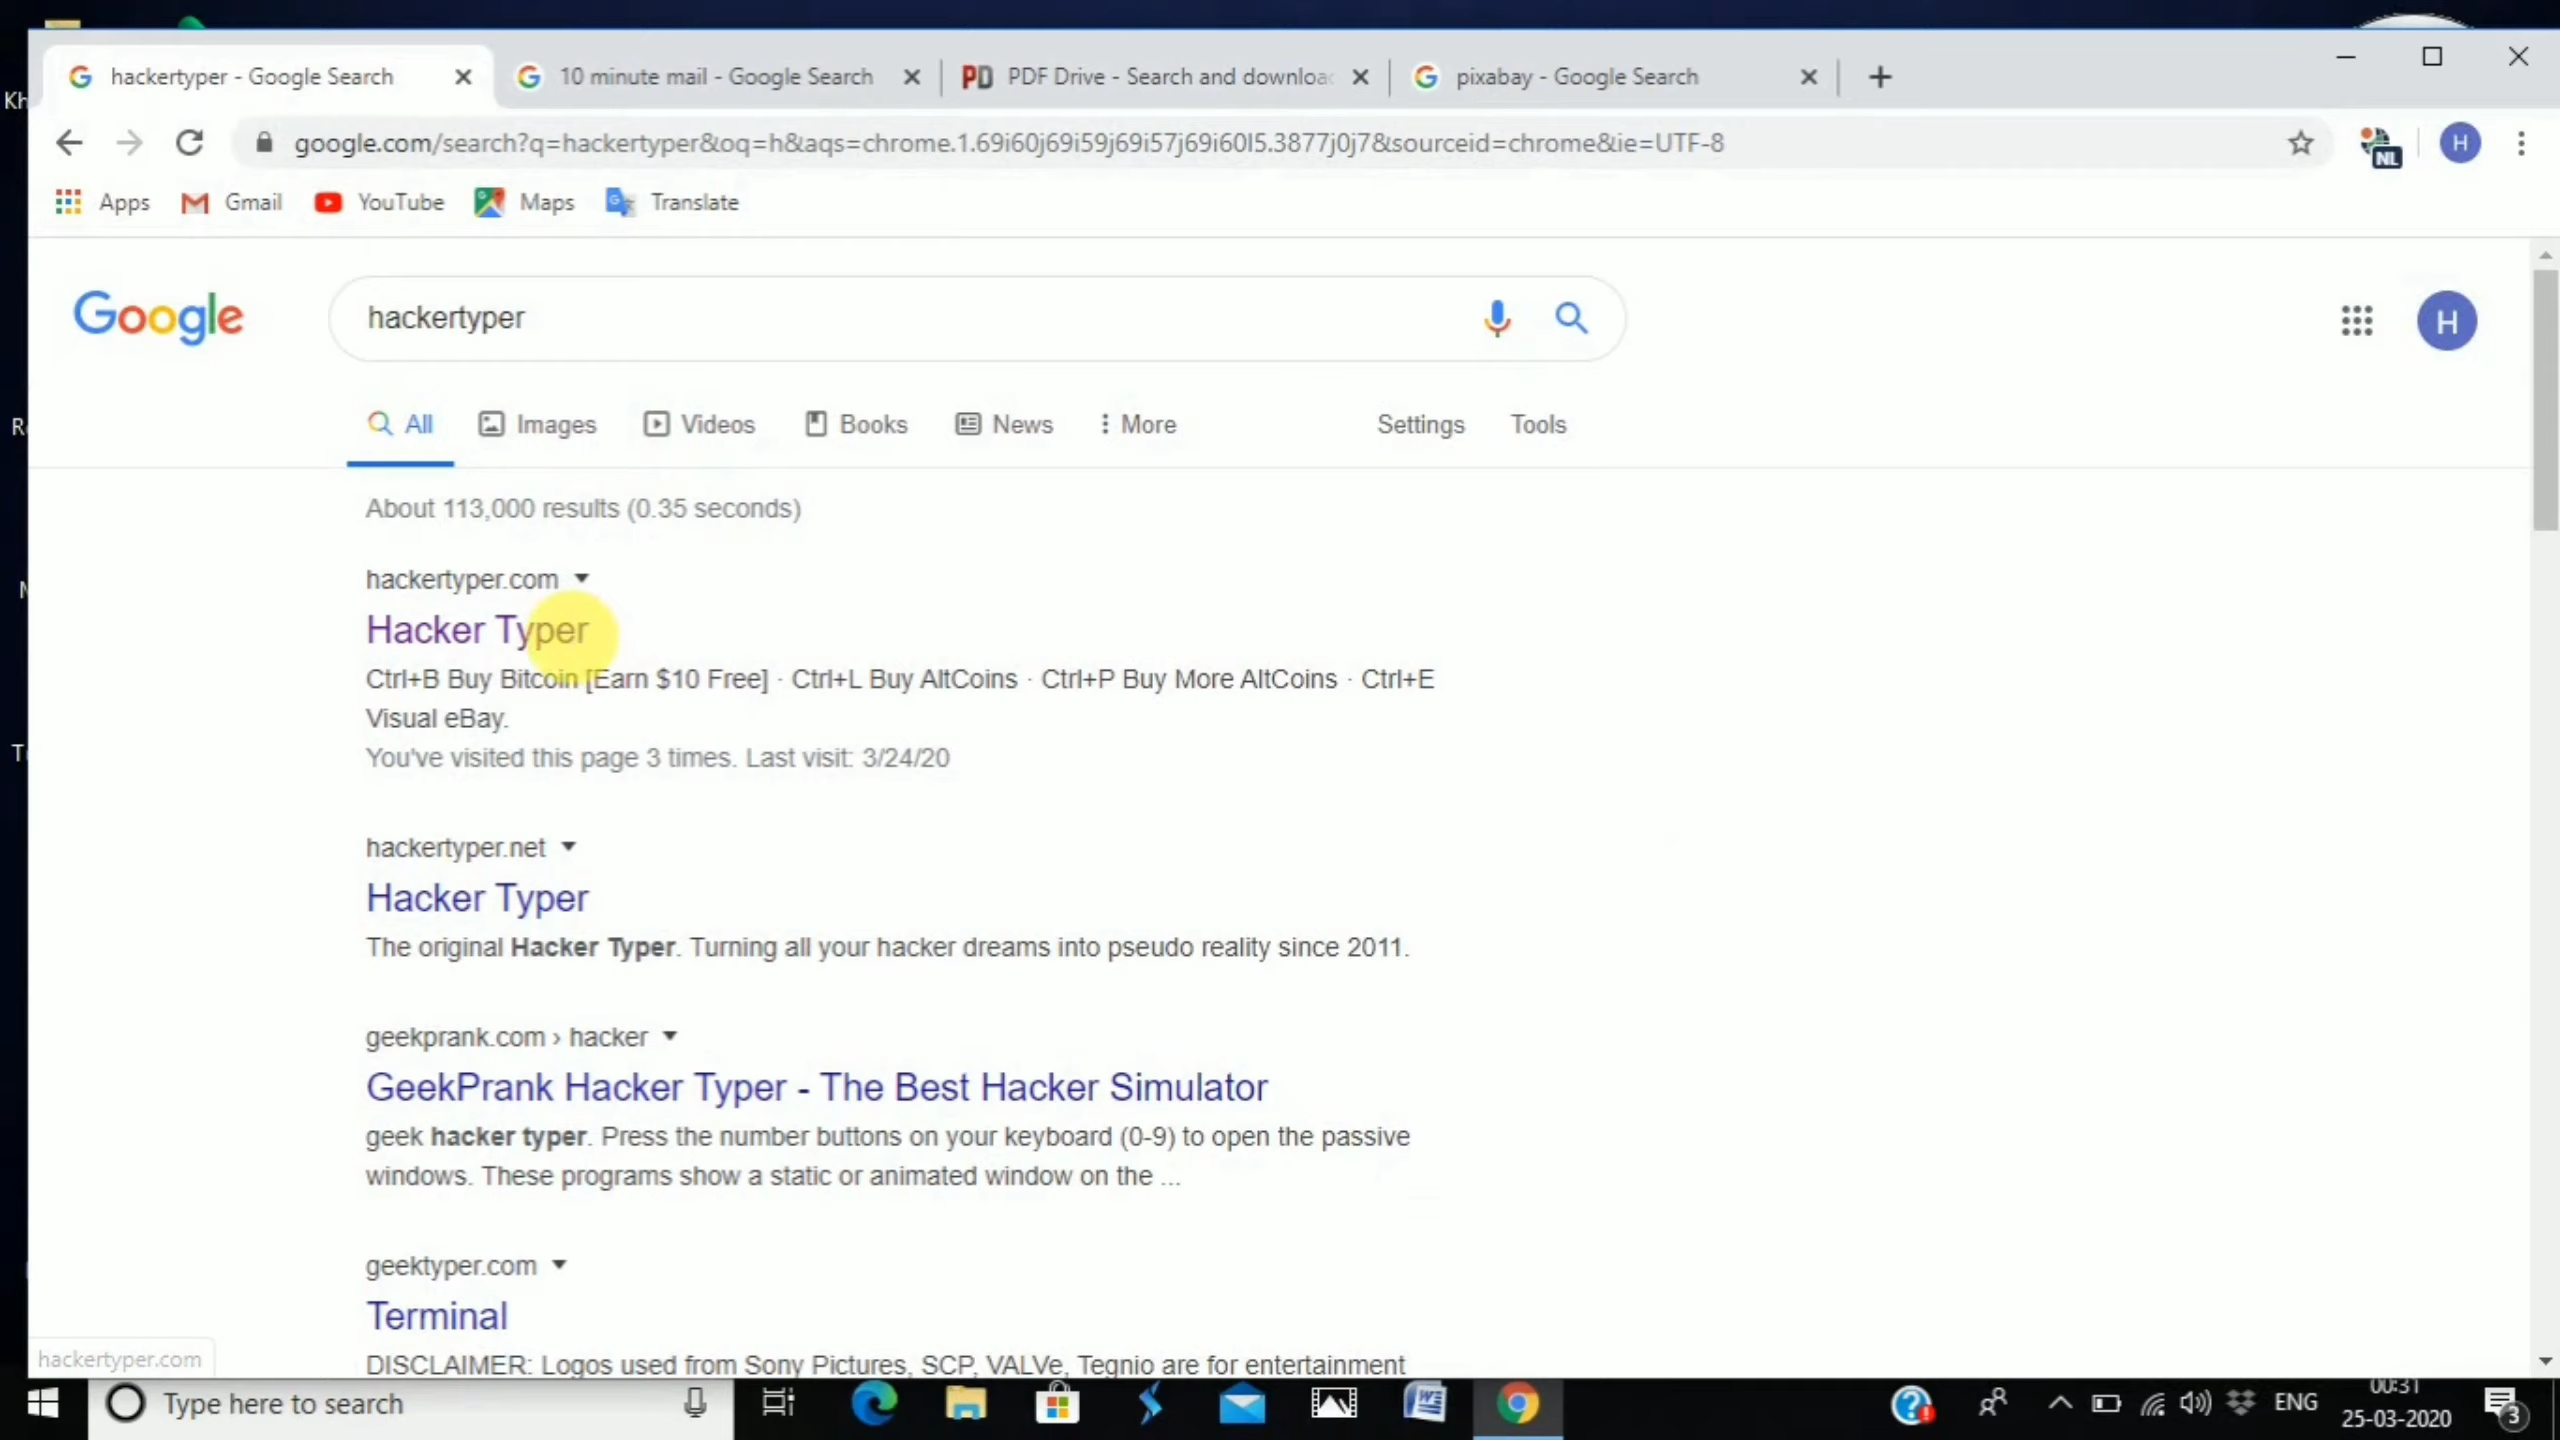 hackertyper - Google Search
10 minute mail - Google Search
PDF Drive - Search and downloa
pixabay - Google Search
google.com/search?q=hackertyper&oq=h&aqs=chrome.1.69i60j69i59j69i57j69i60l5.3877j0j7&sourceid=chrome&ie=UTF-8
NL
H
Apps
Gmail
YouTube
Maps
Translate
Kh
Google
hackertyper
H
All
Images
Videos
Books
News
More
Settings
Tools
About 113,000 results (0.35 seconds)
hackertyper.com
Hacker Typer
Ctrl+B Buy Bitcoin [Earn $10 Free] · Ctrl+L Buy AltCoins · Ctrl+P Buy More AltCoins · Ctrl+E
Visual eBay.
You've visited this page 3 times. Last visit: 3/24/20
hackertyper.net
Hacker Typer
The original Hacker Typer. Turning all your hacker dreams into pseudo reality since 2011.
geekprank.com › hacker
GeekPrank Hacker Typer - The Best Hacker Simulator
geek hacker typer. Press the number buttons on your keyboard (0-9) to open the passive
windows. These programs show a static or animated window on the ...
geektyper.com
Terminal
DISCLAIMER: Logos used from Sony Pictures, SCP, VALVe, Tegnio are for entertainment
hackertyper.com
Type here to search
ENG
00:31
25-03-2020
3